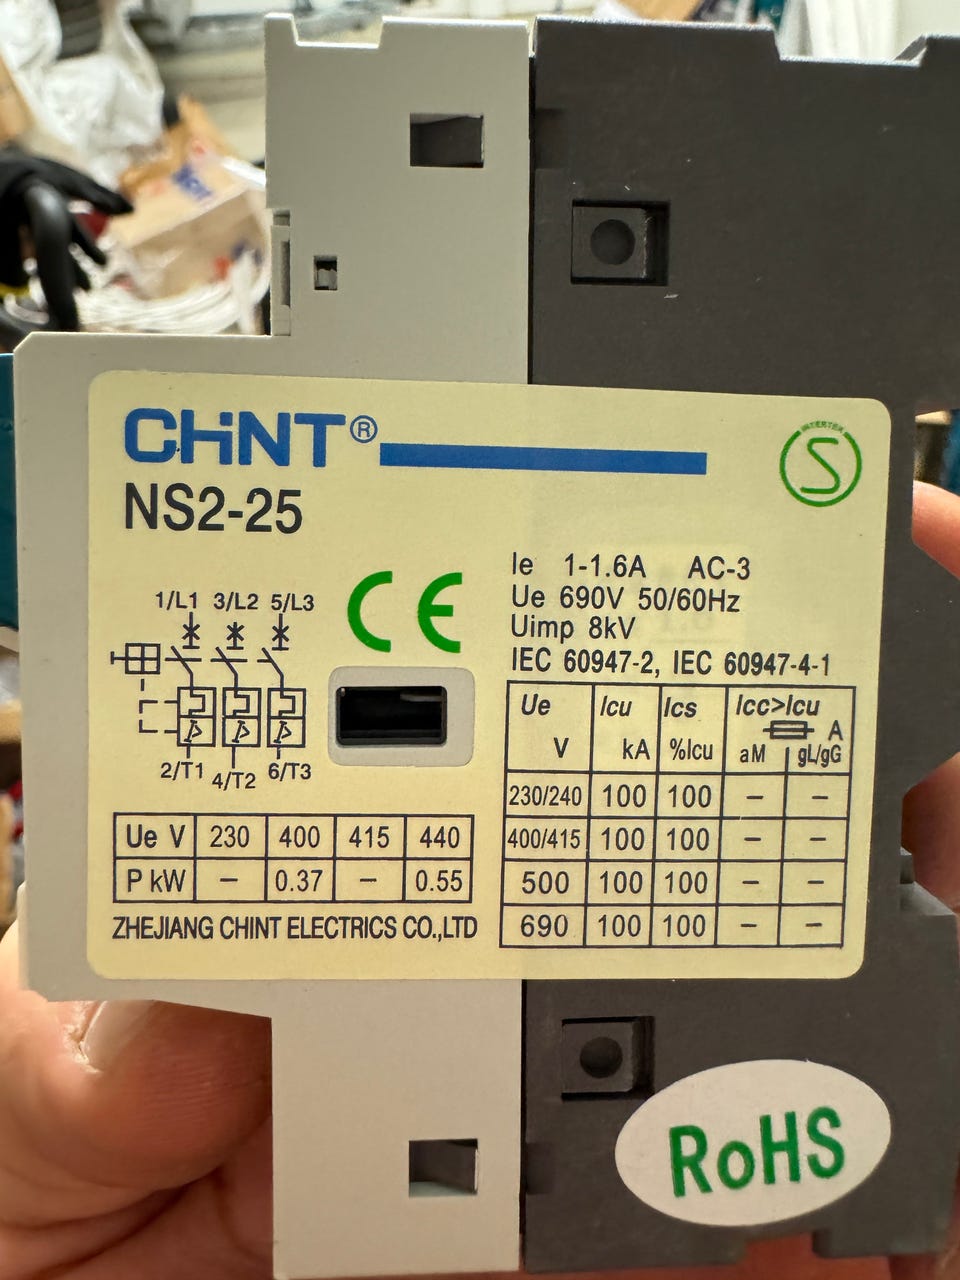 CHINT®
NS2-25
INTERTEK
S
CE
Ie 1-1.6A AC-3
Ue 690V 50/60Hz
Uimp 8kV
IEC 60947-2, IEC 60947-4-1
1/L1 3/L2 5/L3
2/T1 4/T2 6/T3
Ue V 230 400 415 440
P kW – 0.37 – 0.55
ZHEJIANG CHINT ELECTRICS CO.,LTD
Ue Icu Ics Icc>Icu
V kA %Icu aM gL/gG A
230/240 100 100 – –
400/415 100 100 – –
500 100 100 – –
690 100 100 – –
RoHS